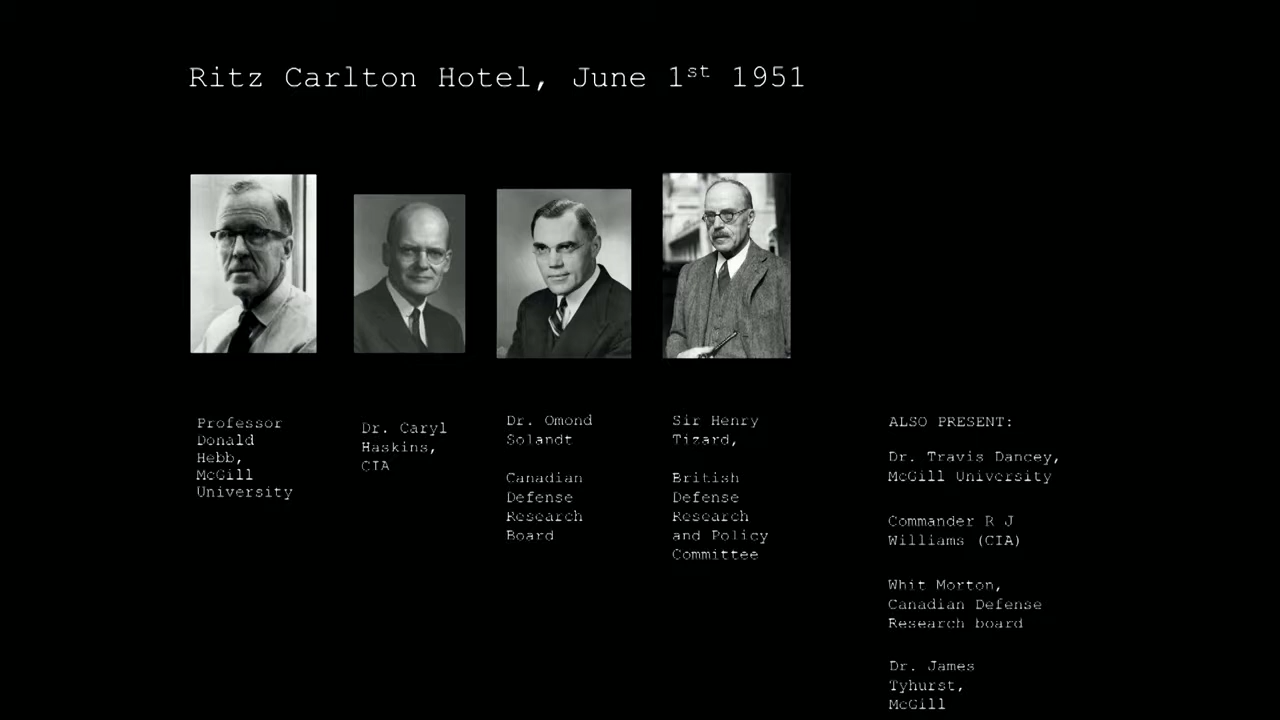 Ritz Carlton Hotel, June 1st 1951
Professor
Donald
Hebb,
McGill
University
Dr. Caryl
Haskins,
CIA
Dr. Omond
Solandt
Canadian
Defense
Research
Board
Sir Henry
Tizard,
British
Defense
Research
and Policy
Committee
ALSO PRESENT:
Dr. Travis Dancey,
McGill University
Commander R J
Williams (CIA)
Whit Morton,
Canadian Defense
Research board
Dr. James
Tyhurst,
McGill